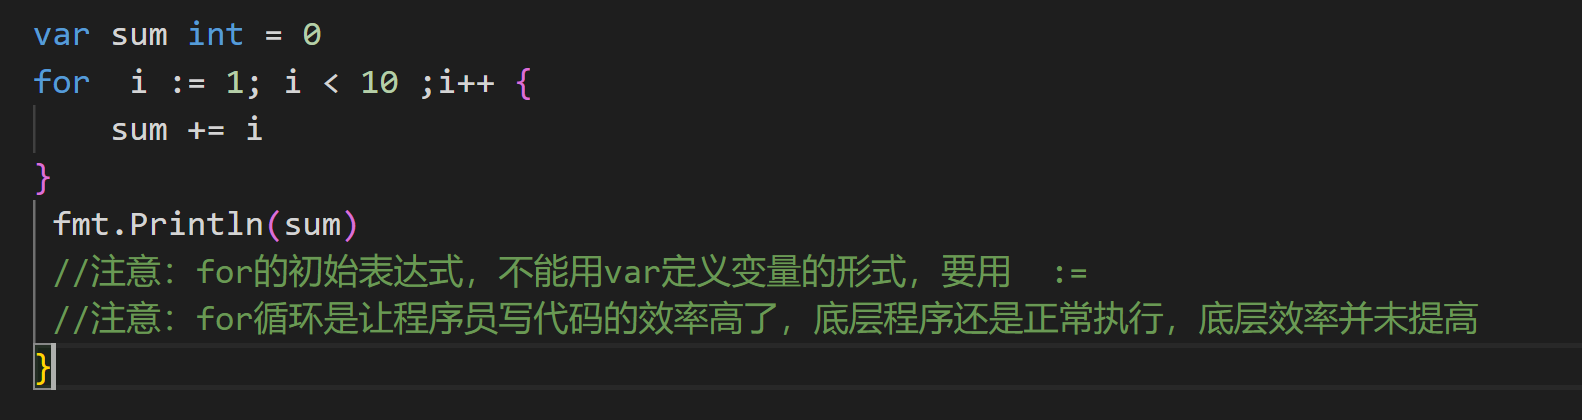 var sum int = 0
for  i := 1; i < 10 ;i++ {
    sum += i
}
 fmt.Println(sum)
 //注意：for的初始表达式，不能用var定义变量的形式，要用  :=
 //注意：for循环是让程序员写代码的效率高了，底层程序还是正常执行，底层效率并未提高
}